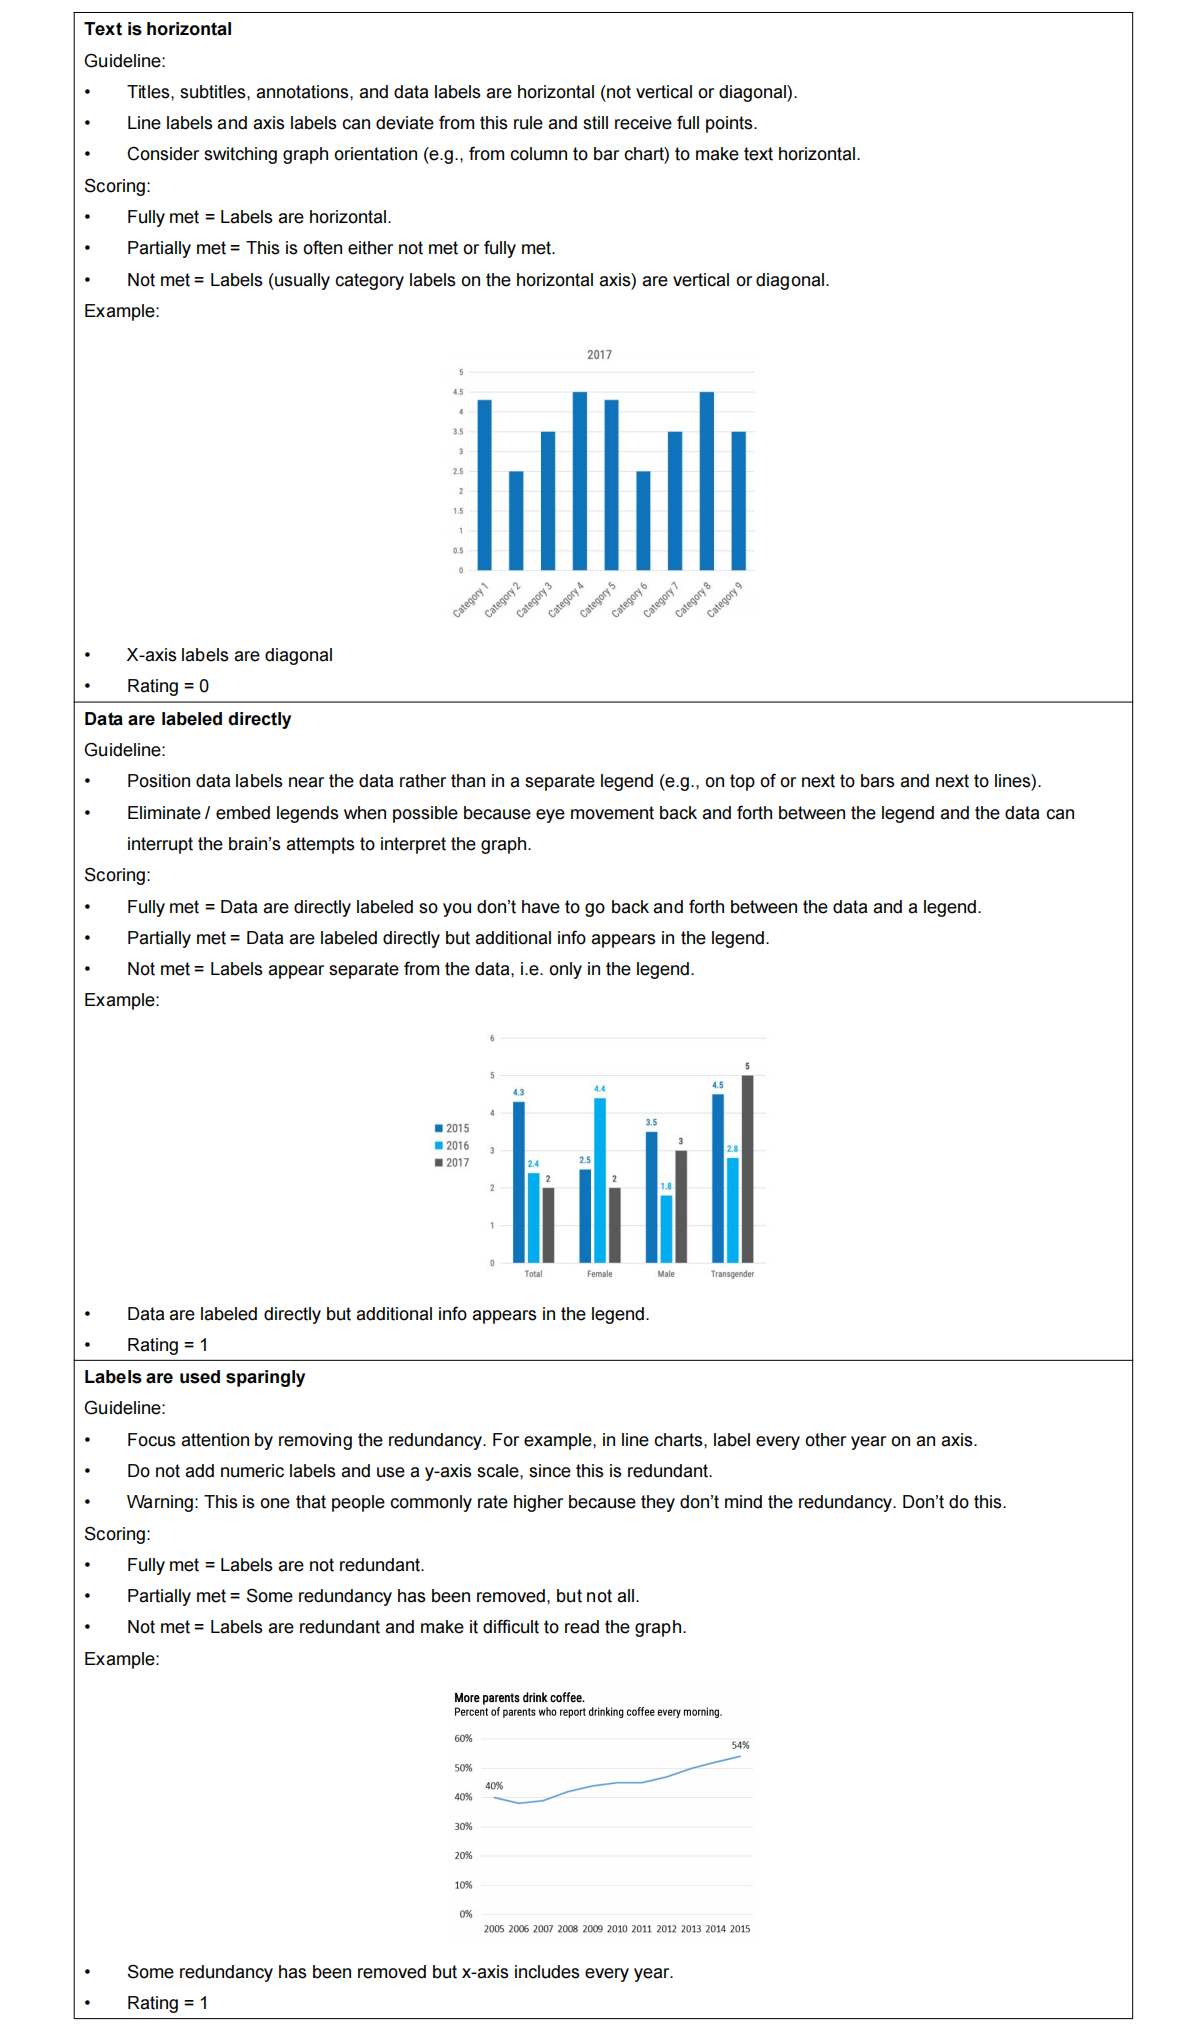 Text is horizontal
Guideline:
• Titles, subtitles, annotations, and data labels are horizontal (not vertical or diagonal).
• Line labels and axis labels can deviate from this rule and still receive full points.
• Consider switching graph orientation (e.g., from column to bar chart) to make text horizontal.
Scoring:
• Fully met = Labels are horizontal.
• Partially met = This is often either not met or fully met.
• Not met = Labels (usually category labels on the horizontal axis) are vertical or diagonal.
Example:
2017
5
4.5
4
3.5
3
2.5
2
1.5
1
0.5
0
Category 1 Category 2 Category 3 Category 4 Category 5 Category 6 Category 7 Category 8 Category 9
• X-axis labels are diagonal
• Rating = 0
Data are labeled directly
Guideline:
• Position data labels near the data rather than in a separate legend (e.g., on top of or next to bars and next to lines).
• Eliminate / embed legends when possible because eye movement back and forth between the legend and the data can
interrupt the brain’s attempts to interpret the graph.
Scoring:
• Fully met = Data are directly labeled so you don’t have to go back and forth between the data and a legend.
• Partially met = Data are labeled directly but additional info appears in the legend.
• Not met = Labels appear separate from the data, i.e. only in the legend.
Example:
2015
2016
2017
6
5
4
3
2
1
0
4.3 2.4 2
2.5 4.4 2
3.5 1.8 3
4.5 2.8 5
Total Female Male Transgender
• Data are labeled directly but additional info appears in the legend.
• Rating = 1
Labels are used sparingly
Guideline:
• Focus attention by removing the redundancy. For example, in line charts, label every other year on an axis.
• Do not add numeric labels and use a y-axis scale, since this is redundant.
• Warning: This is one that people commonly rate higher because they don’t mind the redundancy. Don’t do this.
Scoring:
• Fully met = Labels are not redundant.
• Partially met = Some redundancy has been removed, but not all.
• Not met = Labels are redundant and make it difficult to read the graph.
Example:
More parents drink coffee.
Percent of parents who report drinking coffee every morning.
60%
50%
40%
30%
20%
10%
0%
40%
54%
2005 2006 2007 2008 2009 2010 2011 2012 2013 2014 2015
• Some redundancy has been removed but x-axis includes every year.
• Rating = 1